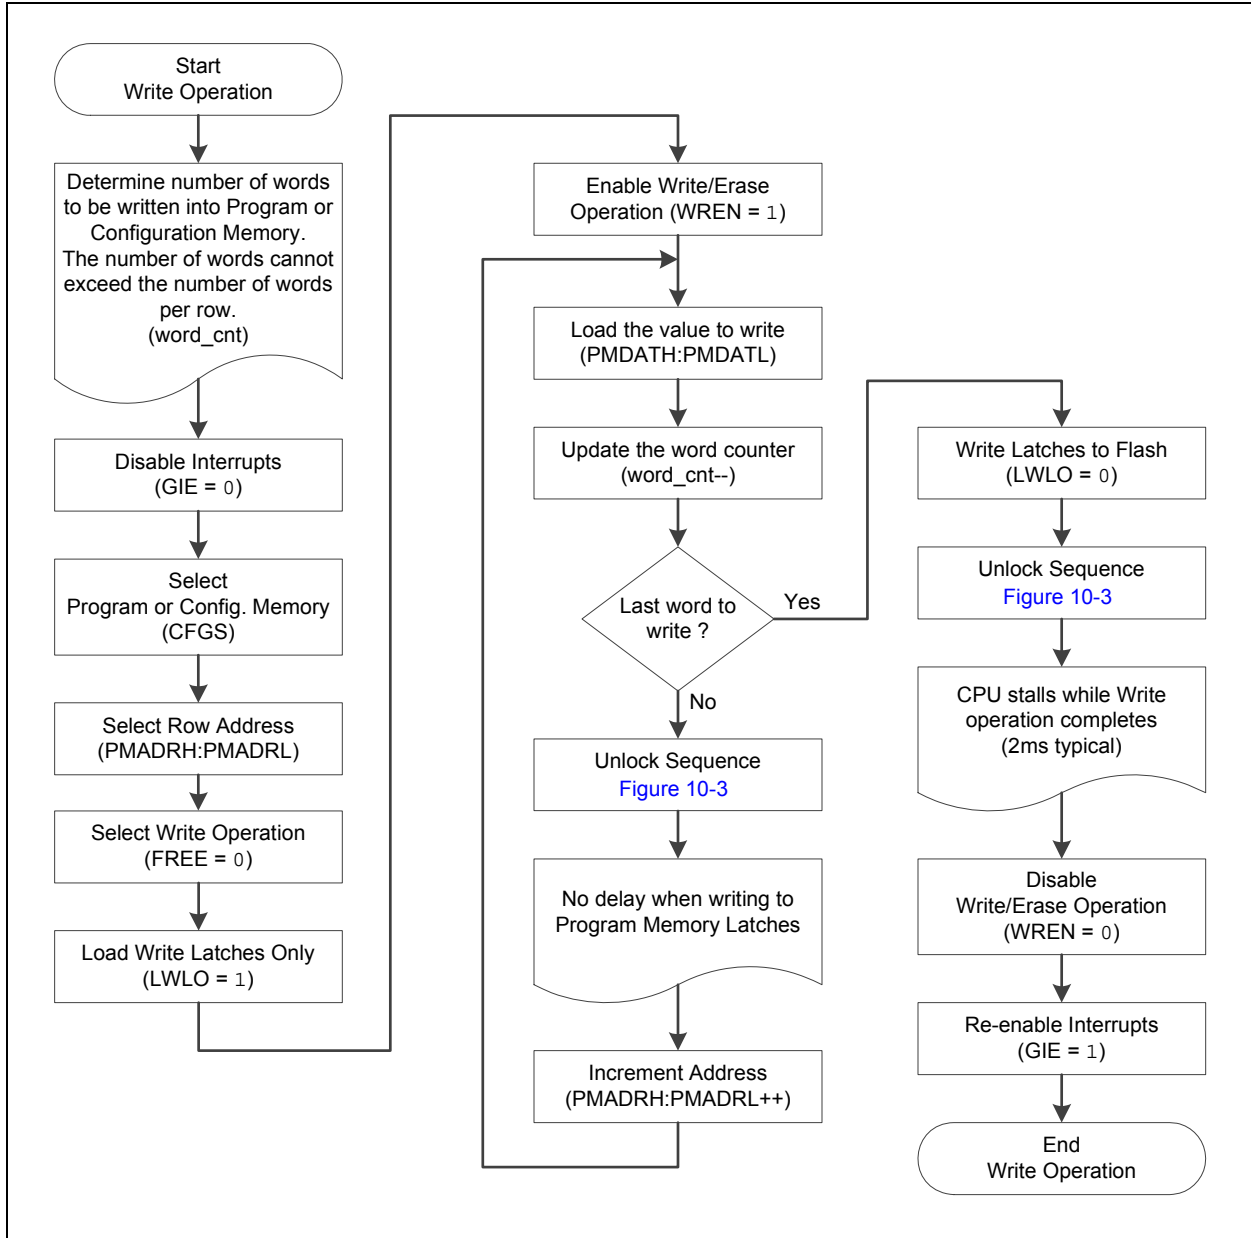 Start
Write Operation
Determine number of words
to be written into Program or
Configuration Memory.
The number of words cannot
exceed the number of words
per row.
(word_cnt)
Disable Interrupts
(GIE = 0)
Select
Program or Config. Memory
(CFGS)
Select Row Address
(PMADRH:PMADRL)
Select Write Operation
(FREE = 0)
Load Write Latches Only
(LWLO = 1)
Enable Write/Erase
Operation (WREN = 1)
Load the value to write
(PMDATH:PMDATL)
Update the word counter
(word_cnt--)
Last word to
write ?
Yes
No
Unlock Sequence
Figure 10-3
No delay when writing to
Program Memory Latches
Increment Address
(PMADRH:PMADRL++)
Write Latches to Flash
(LWLO = 0)
Unlock Sequence
Figure 10-3
CPU stalls while Write
operation completes
(2ms typical)
Disable
Write/Erase Operation
(WREN = 0)
Re-enable Interrupts
(GIE = 1)
End
Write Operation